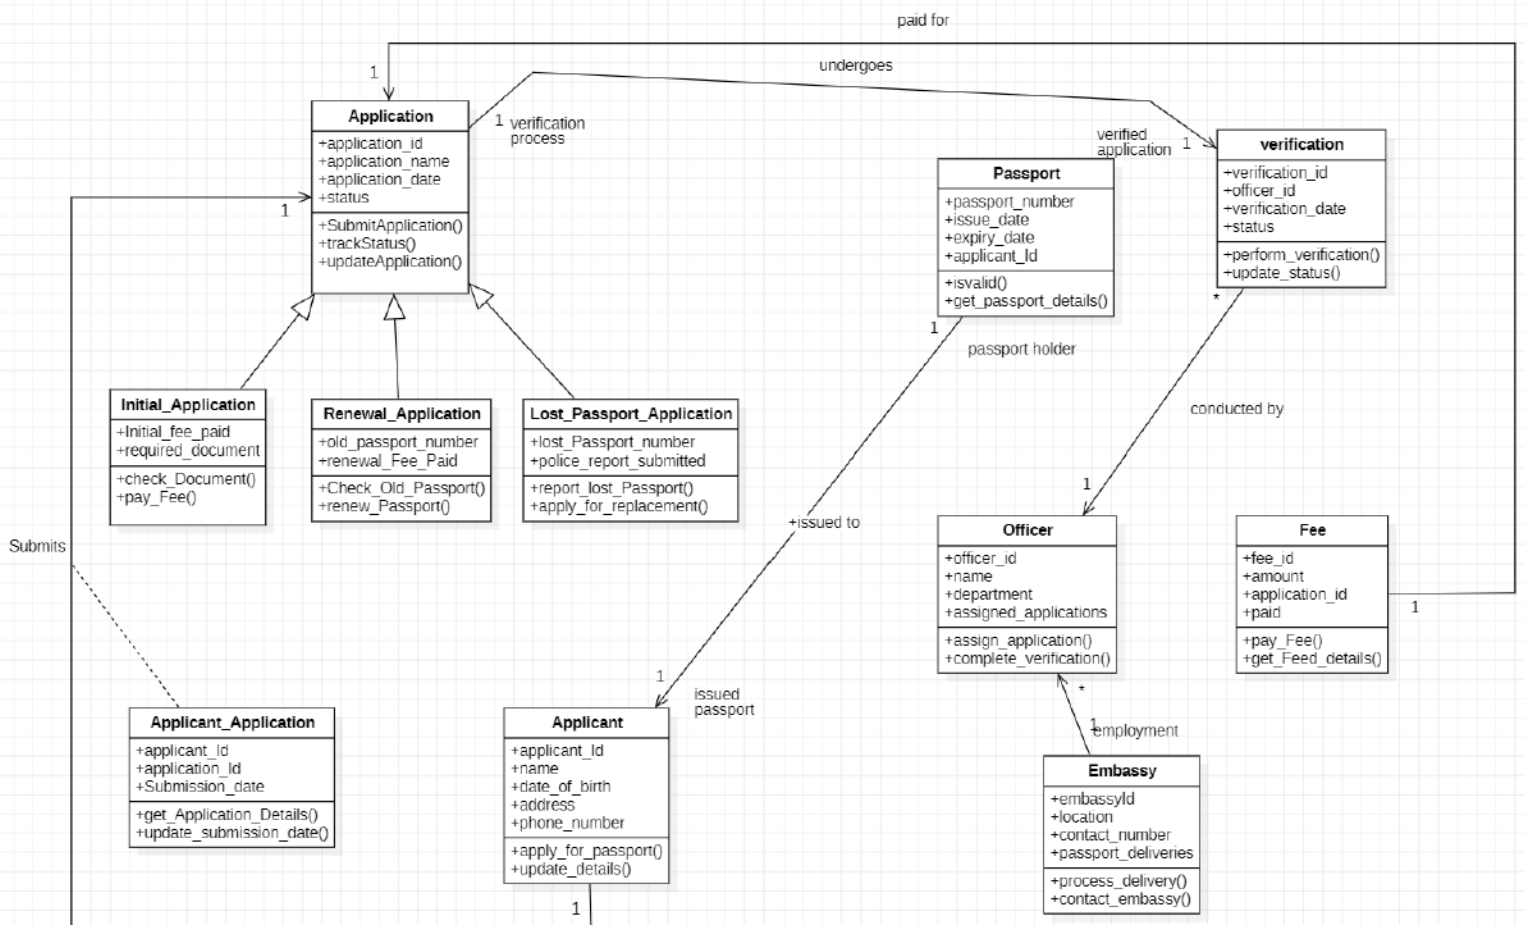 paid for
1
undergoes
Application
+application_id
+application_name
+application_date
+status
+SubmitApplication()
+trackStatus()
+updateApplication()
1
1 verification
process
verified
application
1
verification
+verification_id
+officer_id
+verification_date
+status
+perform_verification()
+update_status()
*
Passport
+passport_number
+issue_date
+expiry_date
+applicant_Id
+isvalid()
+get_passport_details()
1
passport holder
conducted by
1
Initial_Application
+Initial_fee_paid
+required_document
+check_Document()
+pay_Fee()
Renewal_Application
+old_passport_number
+renewal_Fee_Paid
+Check_Old_Passport()
+renew_Passport()
Lost_Passport_Application
+lost_Passport_number
+police_report_submitted
+report_lost_Passport()
+apply_for_replacement()
+issued to
Submits
Officer
+officer_id
+name
+department
+assigned_applications
+assign_application()
+complete_verification()
Fee
+fee_id
+amount
+application_id
+paid
+pay_Fee()
+get_Feed_details()
1
1
issued
passport
*
1
employment
Applicant_Application
+applicant_Id
+application_Id
+Submission_date
+get_Application_Details()
+update_submission_date()
Applicant
+applicant_Id
+name
+date_of_birth
+address
+phone_number
+apply_for_passport()
+update_details()
1
Embassy
+embassyId
+location
+contact_number
+passport_deliveries
+process_delivery()
+contact_embassy()